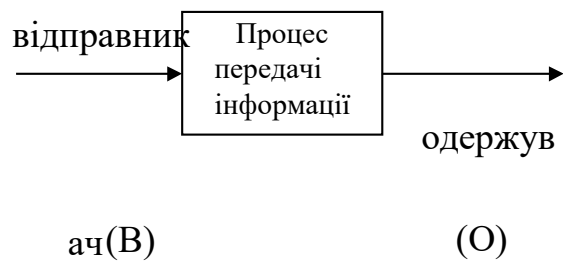 відправник
Процес
передачі
інформації
одержув
ач(В) (О)